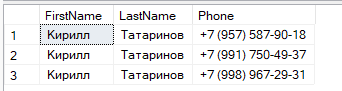 FirstName LastName Phone
1 Кирилл Татаринов +7 (957) 587-90-18
2 Кирилл Татаринов +7 (991) 750-49-37
3 Кирилл Татаринов +7 (998) 967-29-31